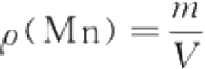 ρ(Mn) = m/V